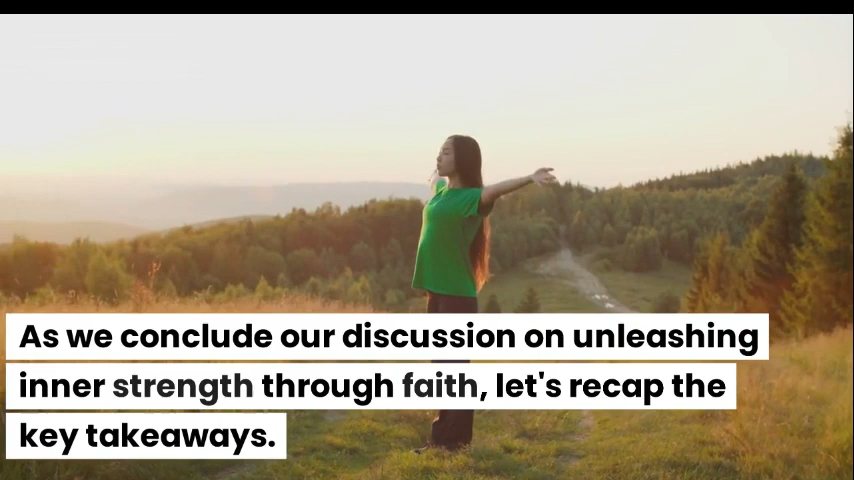 As we conclude our discussion on unleashing
inner strength through faith, let's recap the
key takeaways.